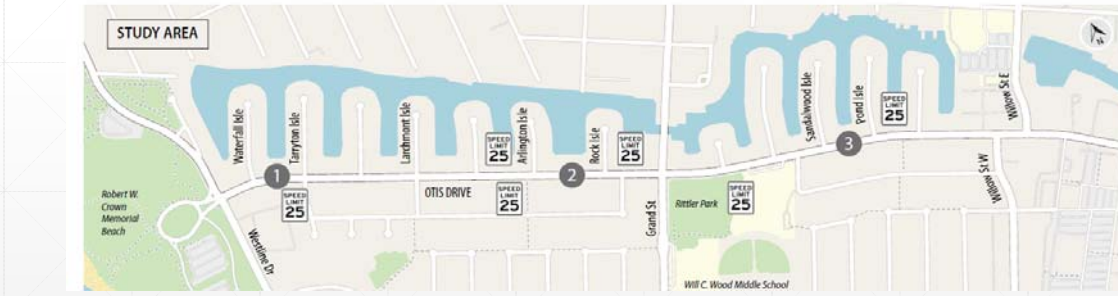 STUDY AREA
Robert W.
Crown
Memorial
Beach
Westline Dr
Waterfall Isle
1
Tarryton Isle
SPEED
LIMIT
25
Larchmont Isle
OTIS DRIVE
SPEED
LIMIT
25
Arlington Isle
SPEED
LIMIT
25
2
Rock Isle
SPEED
LIMIT
25
Grand St
Rittler Park
SPEED
LIMIT
25
Will C. Wood Middle School
Sandalwood Isle
3
Pond Isle
SPEED
LIMIT
25
Willow St E
Willow St W